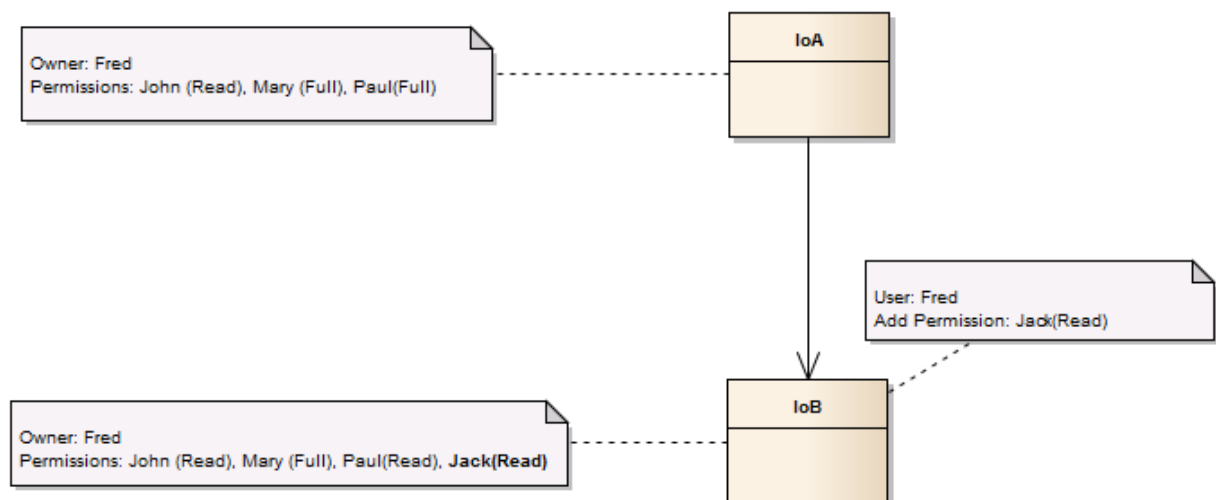 IoA
Owner: Fred
Permissions: John (Read), Mary (Full), Paul(Full)
User: Fred
Add Permission: Jack(Read)
IoB
Owner: Fred
Permissions: John (Read), Mary (Full), Paul(Read), Jack(Read)